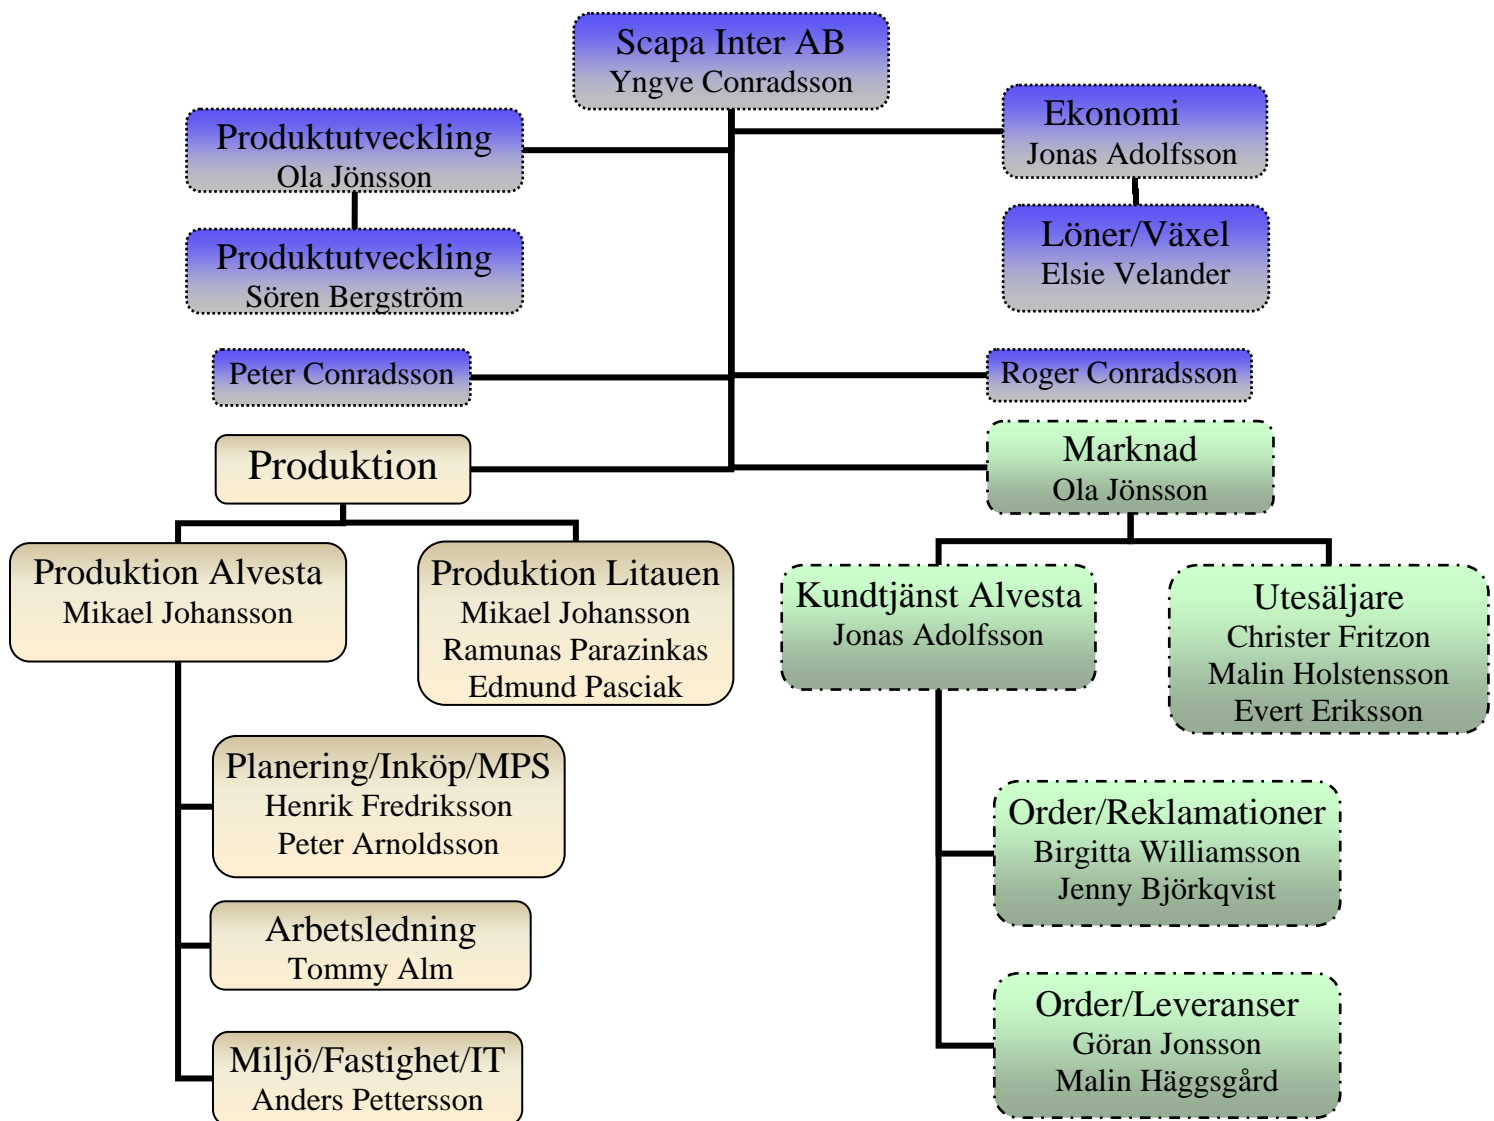 Scapa Inter AB
Yngve Conradsson
Ekonomi
Jonas Adolfsson
Produktutveckling
Ola Jönsson
Löner/Växel
Elsie Velander
Produktutveckling
Sören Bergström
Peter Conradsson
Roger Conradsson
Produktion
Marknad
Ola Jönsson
Produktion Alvesta
Mikael Johansson
Produktion Litauen
Mikael Johansson
Ramunas Parazinkas
Edmund Pasciak
Kundtjänst Alvesta
Jonas Adolfsson
Utesäljare
Christer Fritzon
Malin Holstensson
Evert Eriksson
Planering/Inköp/MPS
Henrik Fredriksson
Peter Arnoldsson
Order/Reklamationer
Birgitta Williamsson
Jenny Björkqvist
Arbetsledning
Tommy Alm
Order/Leveranser
Göran Jonsson
Malin Häggsgård
Miljö/Fastighet/IT
Anders Pettersson